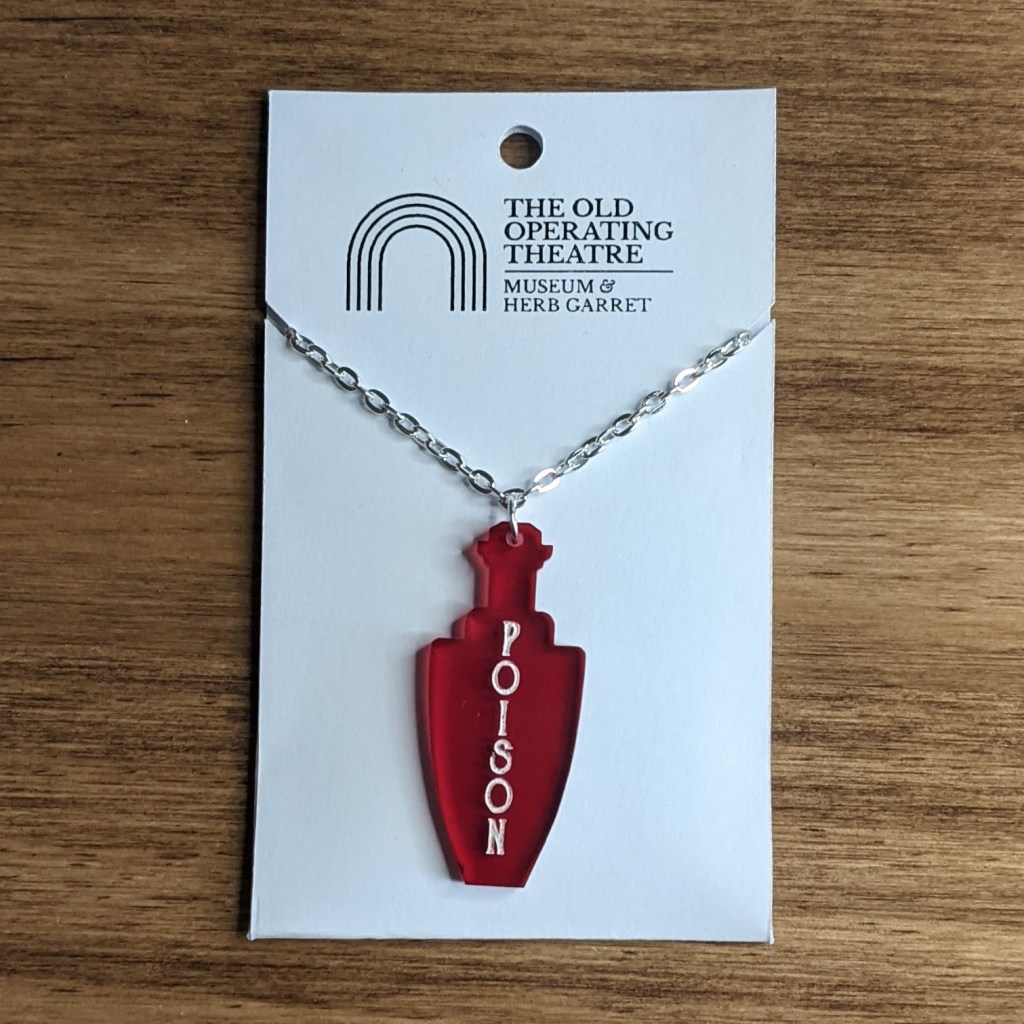 THE OLD
OPERATING
THEATRE
MUSEUM &
HERB GARRET
POISON